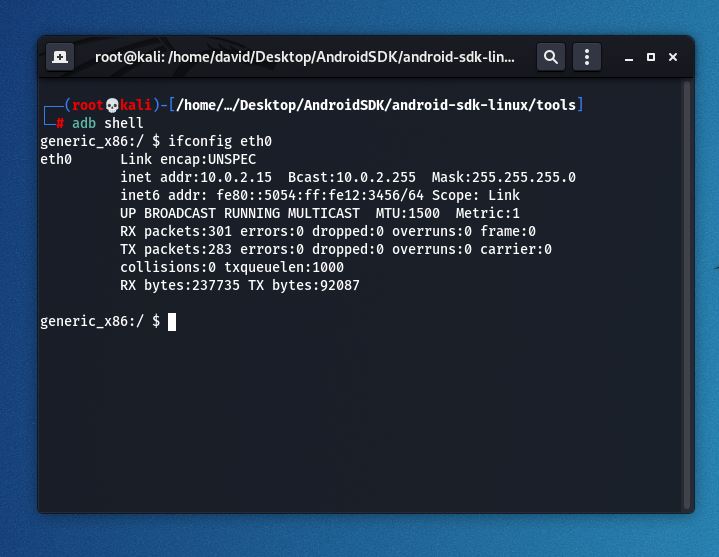 root@kali: /home/david/Desktop/AndroidSDK/android-sdk-lin...
┌──(root💀kali)-[/home/…/Desktop/AndroidSDK/android-sdk-linux/tools]
└─# adb shell
generic_x86:/ $ ifconfig eth0
eth0      Link encap:UNSPEC
          inet addr:10.0.2.15  Bcast:10.0.2.255  Mask:255.255.255.0
          inet6 addr: fe80::5054:ff:fe12:3456/64 Scope: Link
          UP BROADCAST RUNNING MULTICAST  MTU:1500  Metric:1
          RX packets:301 errors:0 dropped:0 overruns:0 frame:0
          TX packets:283 errors:0 dropped:0 overruns:0 carrier:0
          collisions:0 txqueuelen:1000
          RX bytes:237735 TX bytes:92087
generic_x86:/ $